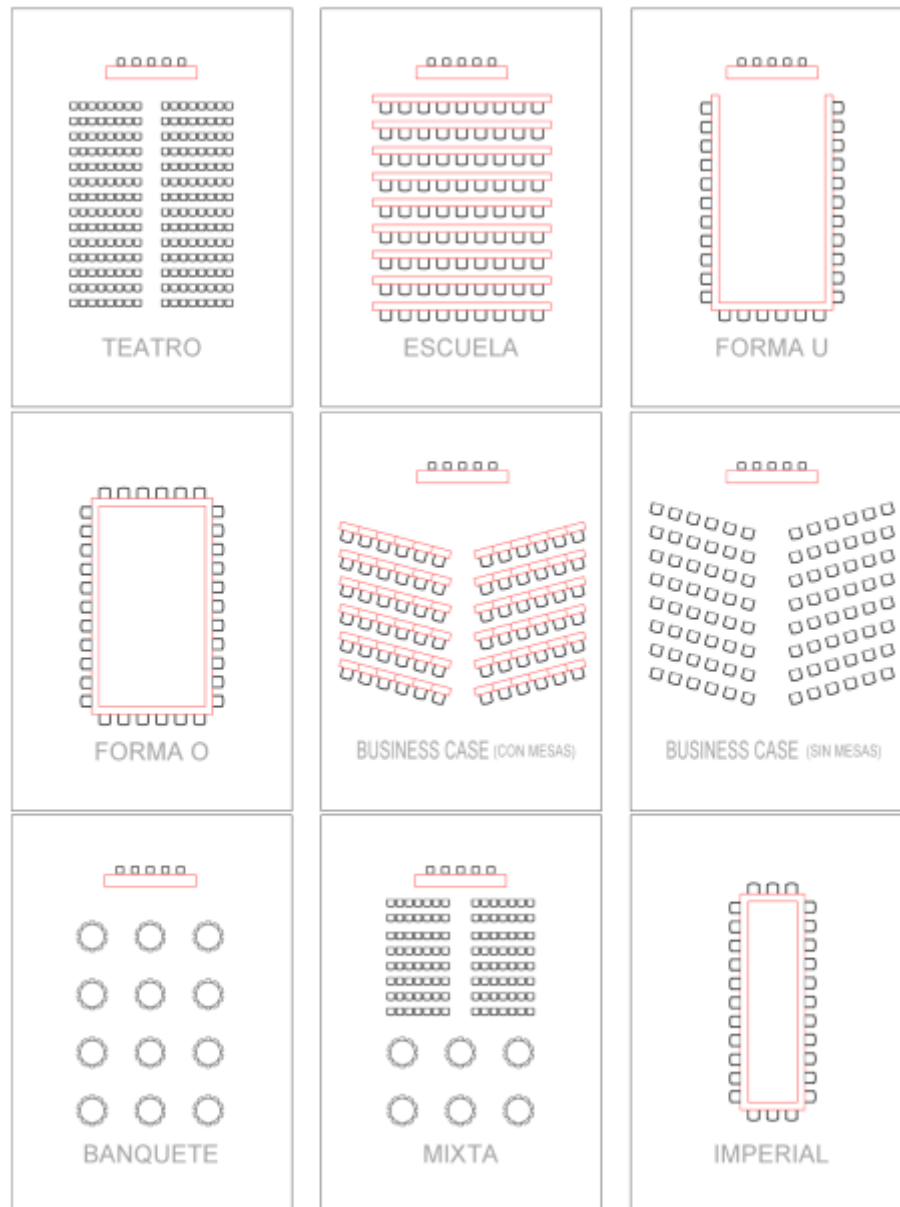 TEATRO
ESCUELA
FORMA U
FORMA O
BUSINESS CASE (CON MESAS)
BUSINESS CASE (SIN MESAS)
BANQUETE
MIXTA
IMPERIAL